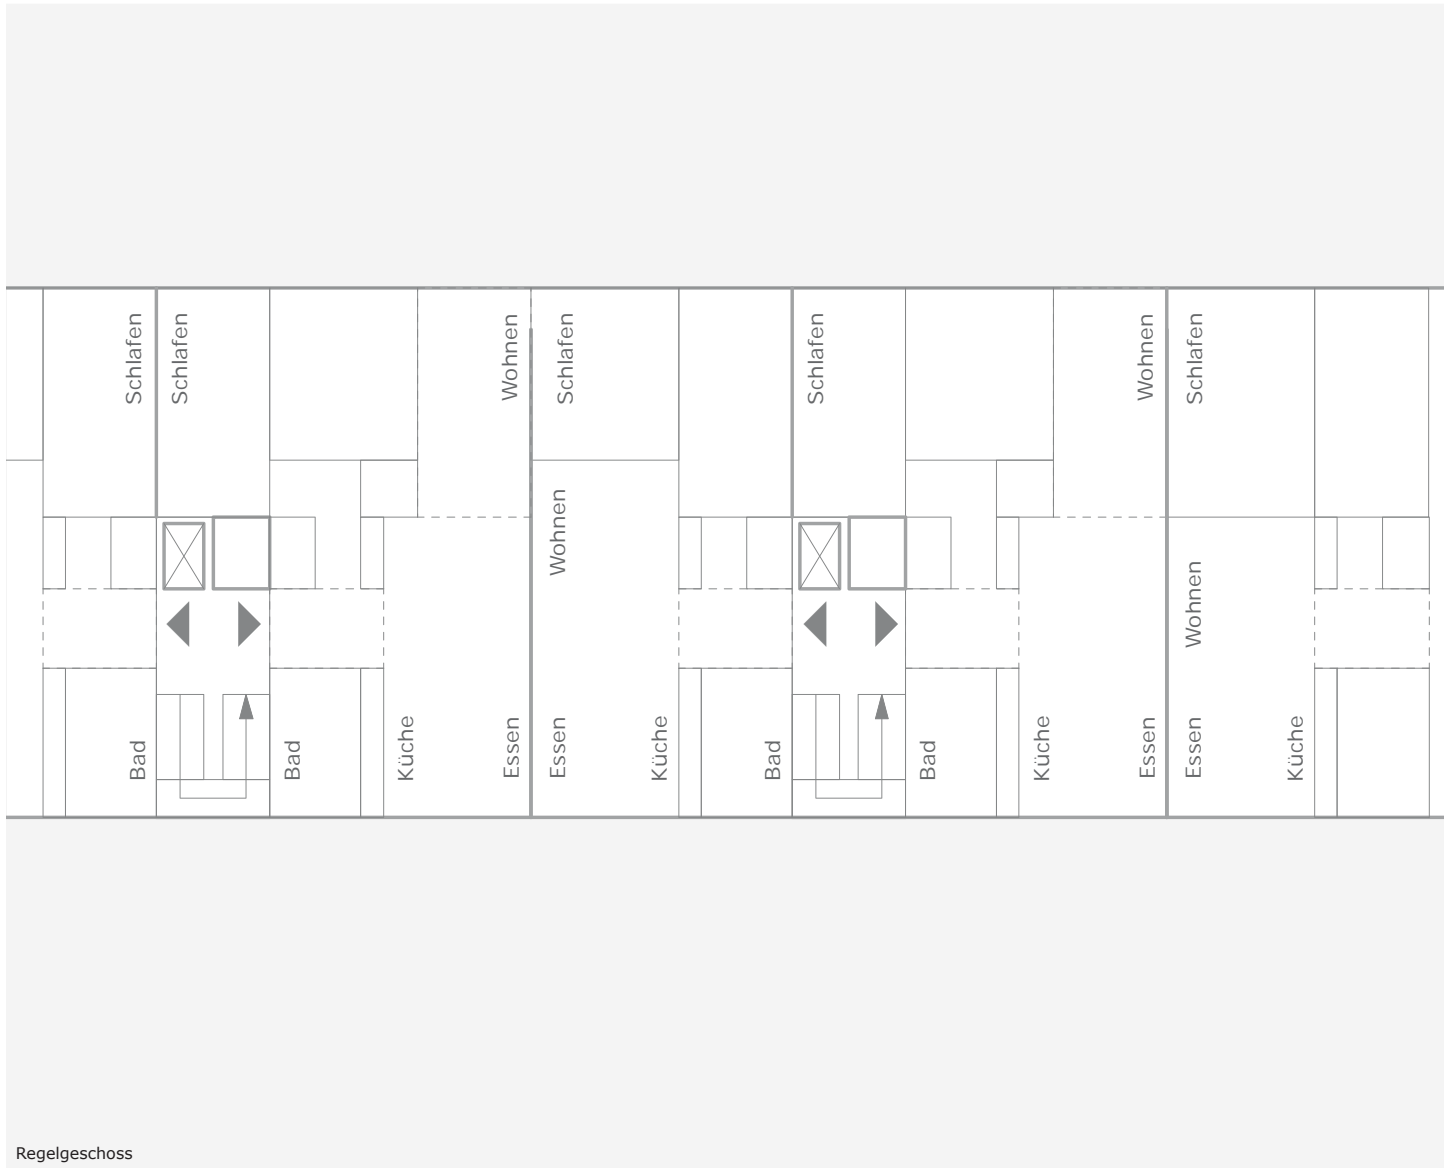 Schlafen
Schlafen
Wohnen
Schlafen
Schlafen
Wohnen
Schlafen
Wohnen
Wohnen
Bad
Bad
Küche
Essen
Essen
Küche
Bad
Bad
Küche
Essen
Essen
Küche
Regelgeschoss